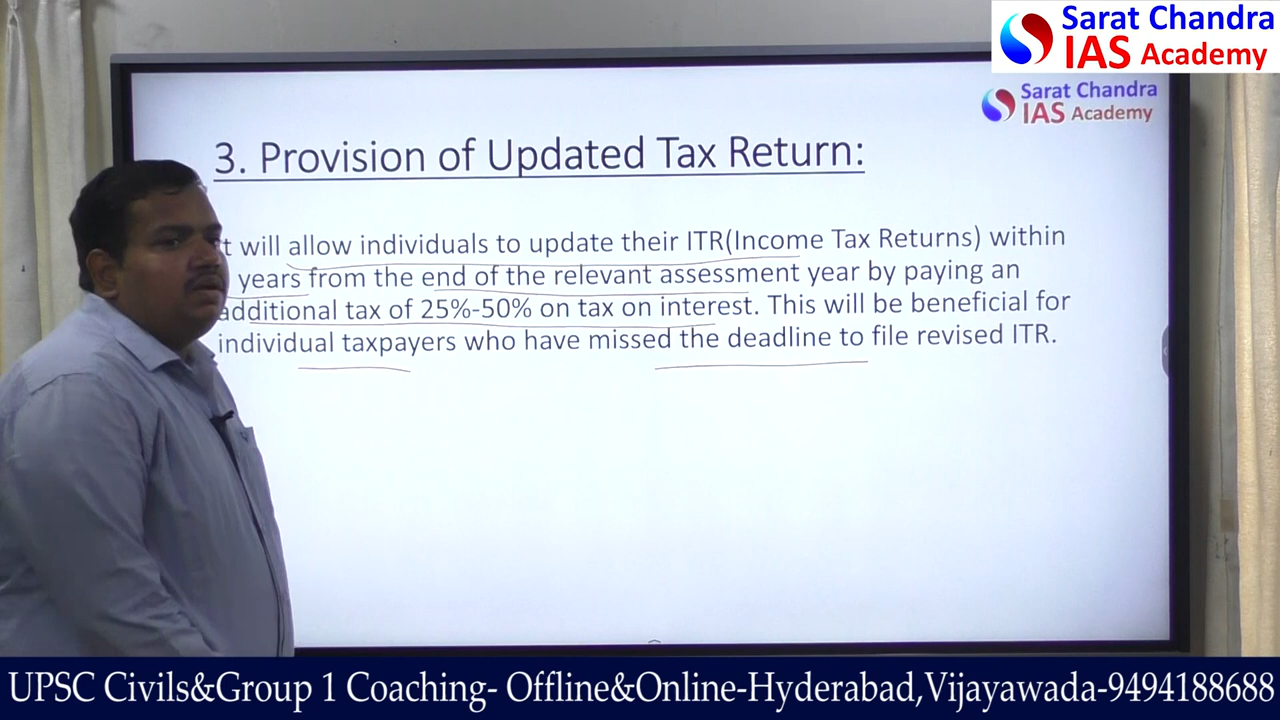 Sarat Chandra
IAS Academy
Sarat Chandra
IAS Academy
3. Provision of Updated Tax Return:
t will allow individuals to update their ITR(Income Tax Returns) within
years from the end of the relevant assessment year by paying an
additional tax of 25%-50% on tax on interest. This will be beneficial for
individual taxpayers who have missed the deadline to file revised ITR.
UPSC Civils&Group 1 Coaching- Offline&Online-Hyderabad,Vijayawada-9494188688